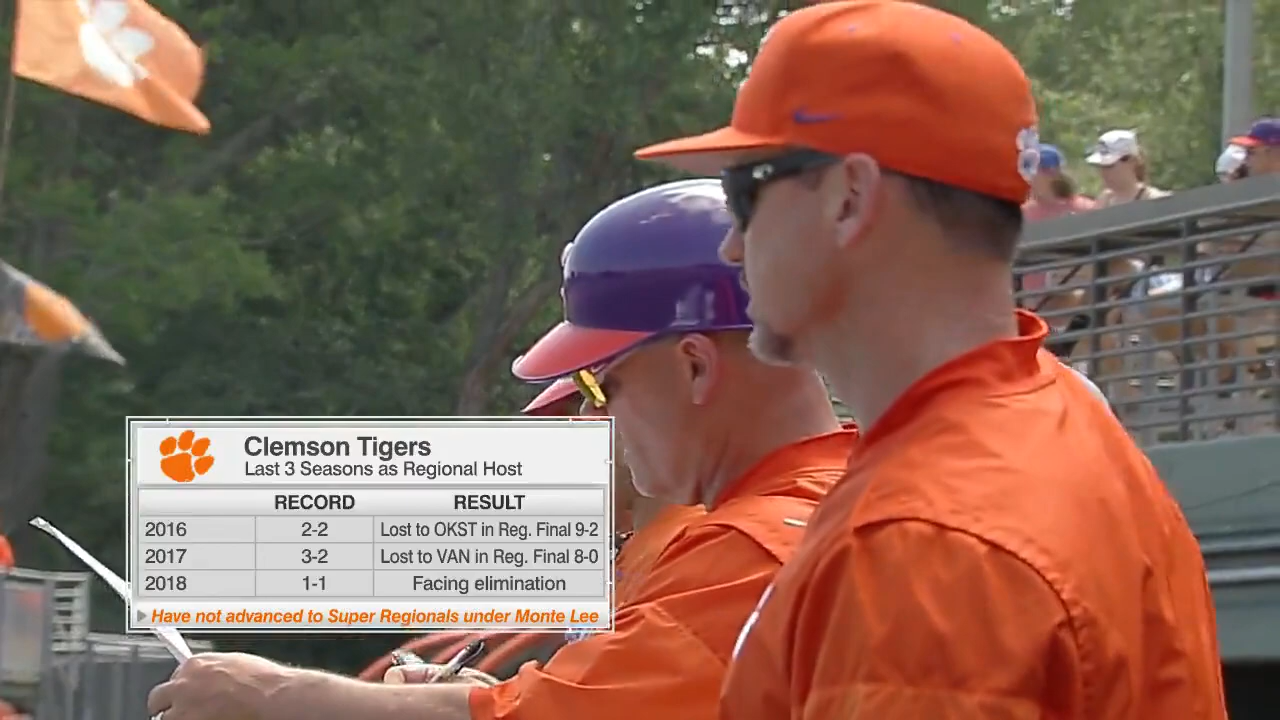 Clemson Tigers
Last 3 Seasons as Regional Host
RECORD RESULT
2016 2-2 Lost to OKST in Reg. Final 9-2
2017 3-2 Lost to VAN in Reg. Final 8-0
2018 1-1 Facing elimination
Have not advanced to Super Regionals under Monte Lee